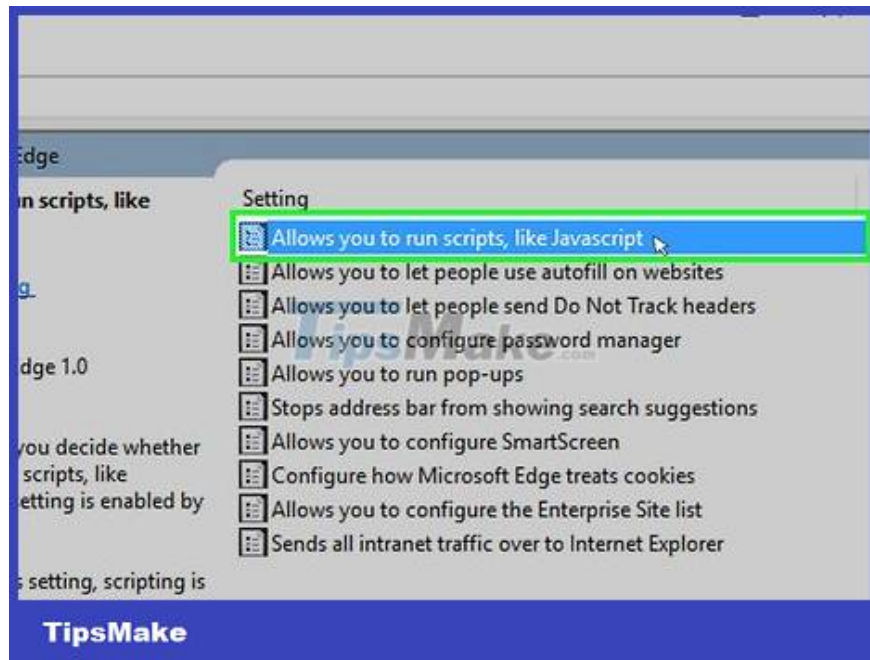 Edge
n scripts, like
g
dge 1.0
you decide whether
scripts, like
etting is enabled by
s setting, scripting is
Setting
Allows you to run scripts, like Javascript
Allows you to let people use autofill on websites
Allows you to let people send Do Not Track headers
Allows you to configure password manager
Allows you to run pop-ups
Stops address bar from showing search suggestions
Allows you to configure SmartScreen
Configure how Microsoft Edge treats cookies
Allows you to configure the Enterprise Site list
Sends all intranet traffic over to Internet Explorer
TipsMake.com
TipsMake